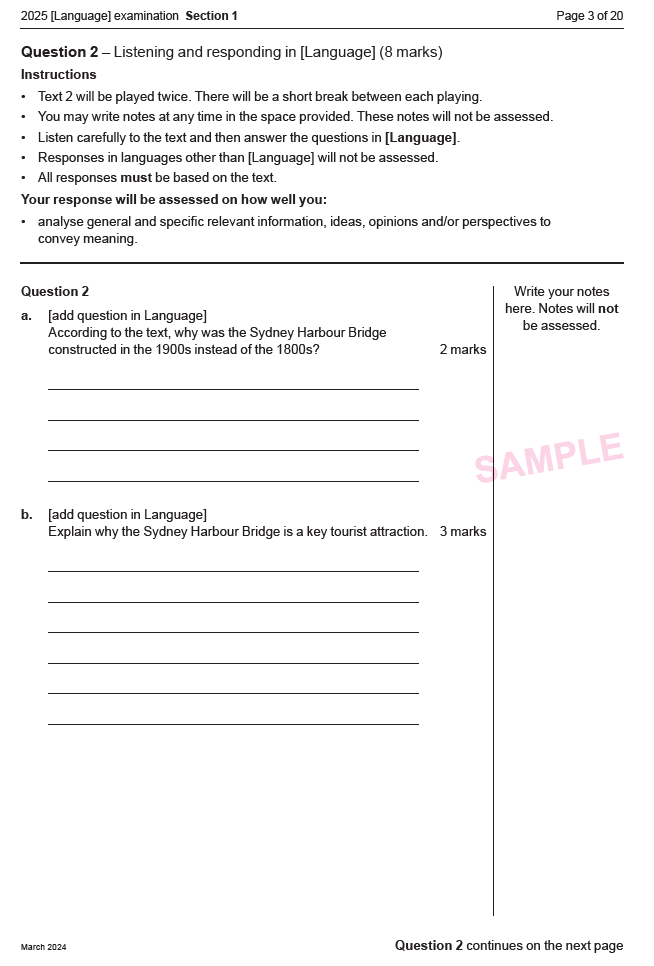 2025 [Language] examination Section 1 Page 3 of 20
Question 2 – Listening and responding in [Language] (8 marks)
Instructions
• Text 2 will be played twice. There will be a short break between each playing.
• You may write notes at any time in the space provided. These notes will not be assessed.
• Listen carefully to the text and then answer the questions in [Language].
• Responses in languages other than [Language] will not be assessed.
• All responses must be based on the text.
Your response will be assessed on how well you:
• analyse general and specific relevant information, ideas, opinions and/or perspectives to
convey meaning.
Question 2
a. [add question in Language]
According to the text, why was the Sydney Harbour Bridge
constructed in the 1900s instead of the 1800s? 2 marks
b. [add question in Language]
Explain why the Sydney Harbour Bridge is a key tourist attraction. 3 marks
Write your notes
here. Notes will not
be assessed.
SAMPLE
March 2024 Question 2 continues on the next page